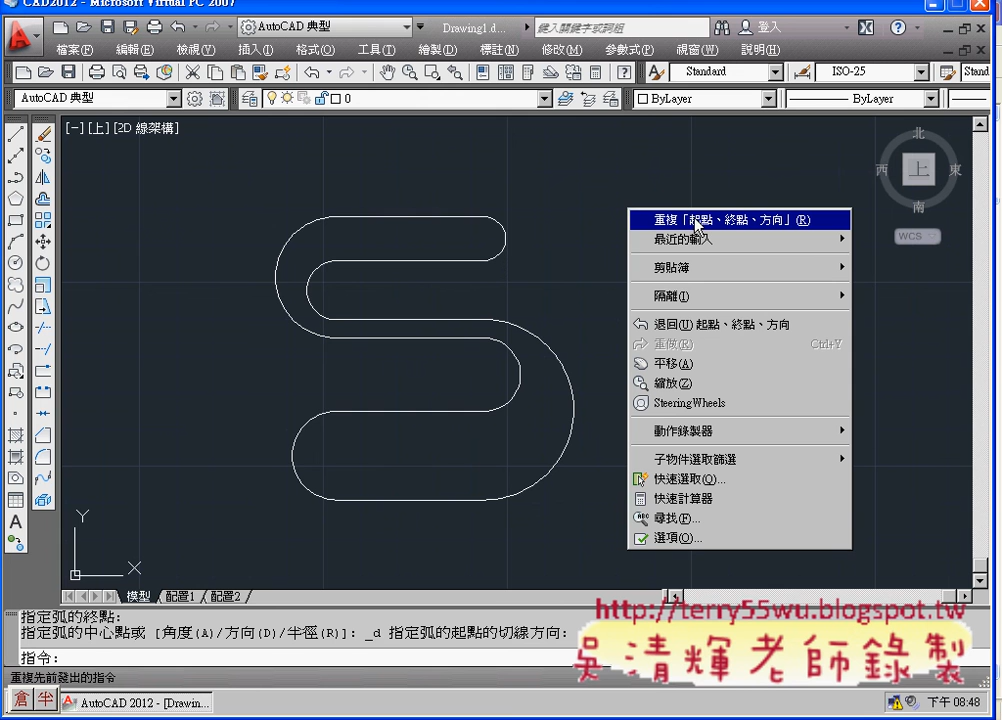 CAD2012 - Microsoft Virtual PC 2007
AutoCAD 典型
Drawing1.d...
鍵入關鍵字或詞組
登入
檔案(F) 編輯(E) 檢視(V) 插入(I) 格式(O) 工具(T) 繪製(D) 標註(N) 修改(M) 參數式(P) 視窗(W) 說明(H)
Standard
ISO-25
Stand
AutoCAD 典型
0
ByLayer
ByLayer
[−] [上] [2D 線架構]
北
西 上 東
南
WCS
重複「起點、終點、方向」(R)
最近的輸入
剪貼簿
隔離(I)
退回(U) 起點、終點、方向
重做(R) Ctrl+Y
平移(A)
縮放(Z)
SteeringWheels
動作錄製器
子物件選取篩選
快速選取(Q)...
快速計算器
尋找(F)...
選項(O)...
Y
X
模型 配置1 配置2
指定弧的終點:
指定弧的中心點或 [角度(A)/方向(D)/半徑(R)]: _d 指定弧的起點的切線方向:
指令:
重複先前發出的指令
http://terry55wu.blogspot.tw
吳清輝老師錄製
倉 半
AutoCAD 2012 - [Drawin...
下午 08:48